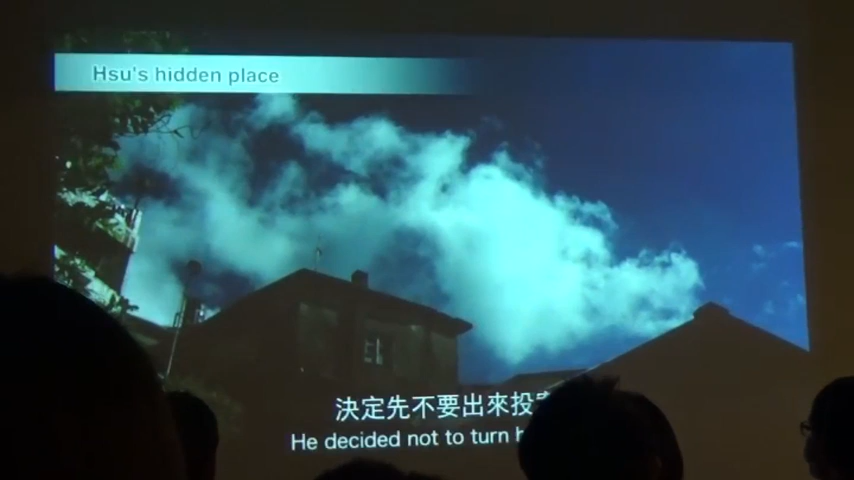 Hsu's hidden place
決定先不要出來投
He decided not to turn